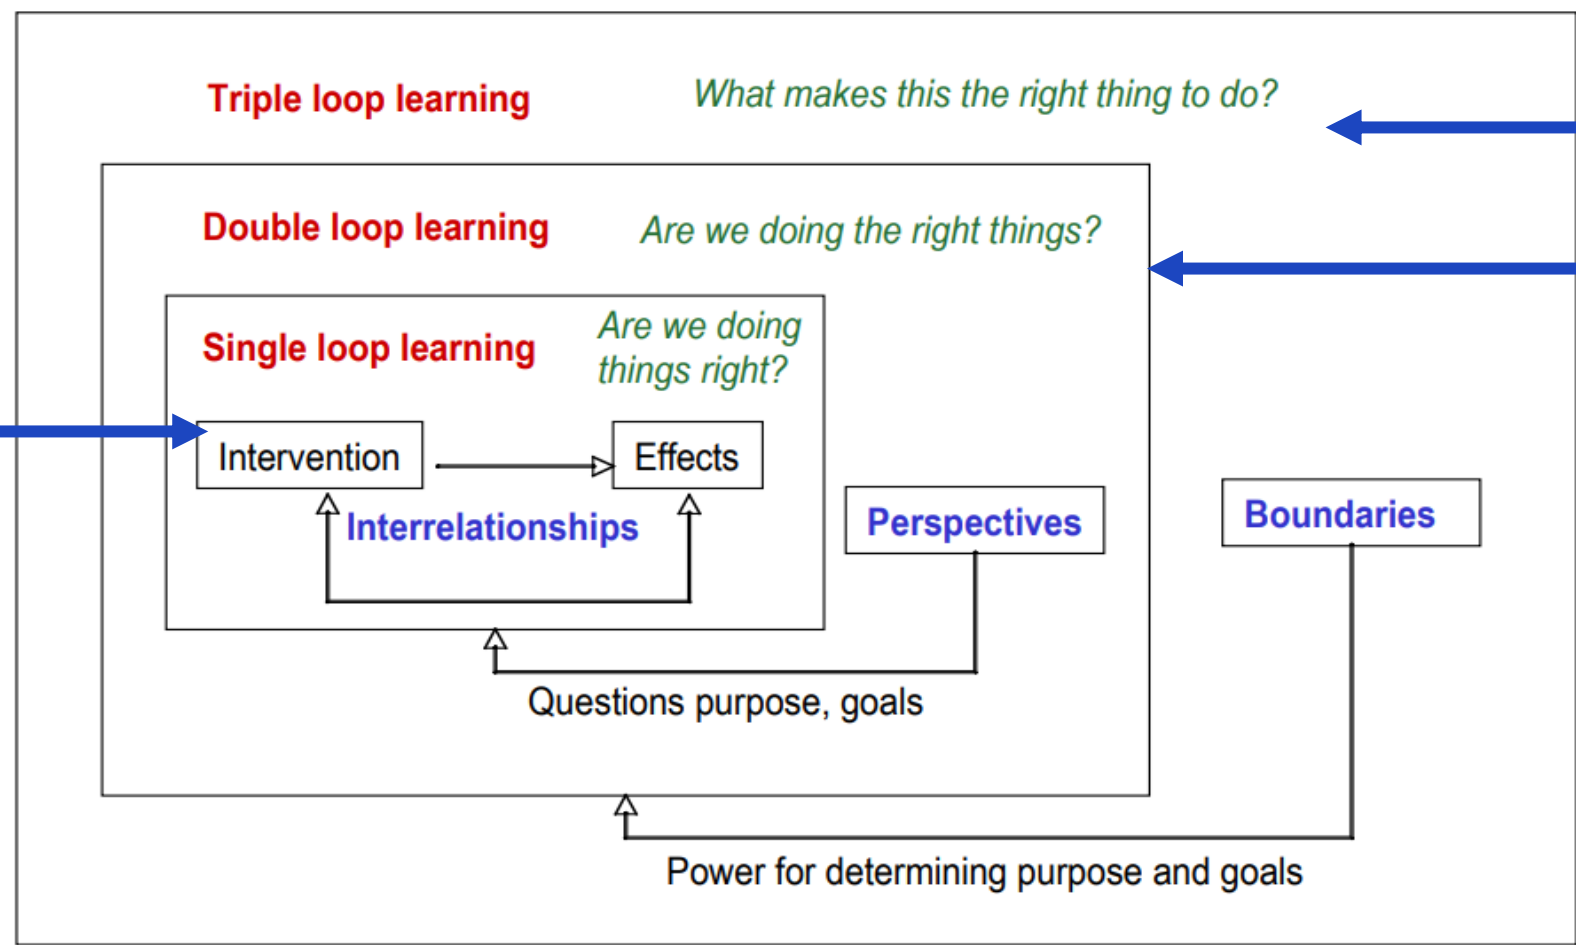 Triple loop learning
What makes this the right thing to do?
Double loop learning
Are we doing the right things?
Single loop learning
Are we doing
things right?
Intervention
Effects
Interrelationships
Perspectives
Boundaries
Questions purpose, goals
Power for determining purpose and goals